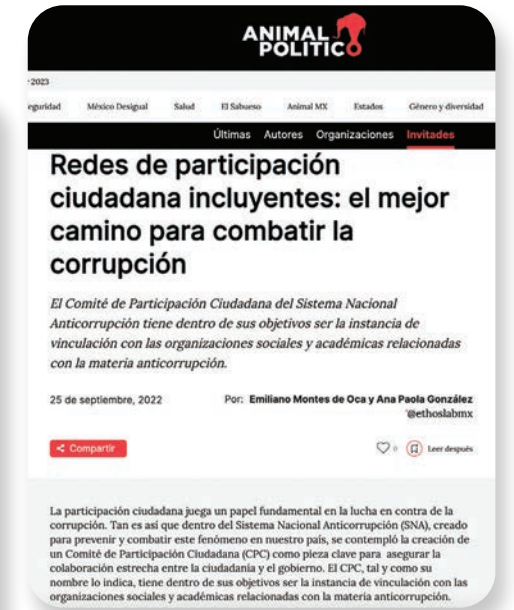 ANIMAL
POLÍTICO
2023
eguridad México Desigual Salud El Sabueso Animal MX Estados Género y diversidad
Últimas Autores Organizaciones Invitades
Redes de participación
ciudadana incluyentes: el mejor
camino para combatir la
corrupción
El Comité de Participación Ciudadana del Sistema Nacional
Anticorrupción tiene dentro de sus objetivos ser la instancia de
vinculación con las organizaciones sociales y académicas relacionadas
con la materia anticorrupción.
25 de septiembre, 2022 Por: Emiliano Montes de Oca y Ana Paola González
@ethoslabmx
Compartir 0 Leer después
La participación ciudadana juega un papel fundamental en la lucha en contra de la
corrupción. Tan es así que dentro del Sistema Nacional Anticorrupción (SNA), creado
para prevenir y combatir este fenómeno en nuestro país, se contempló la creación de
un Comité de Participación Ciudadana (CPC) como pieza clave para asegurar la
colaboración estrecha entre la ciudadanía y el gobierno. El CPC, tal y como su
nombre lo indica, tiene dentro de sus objetivos ser la instancia de vinculación con las
organizaciones sociales y académicas relacionadas con la materia anticorrupción.